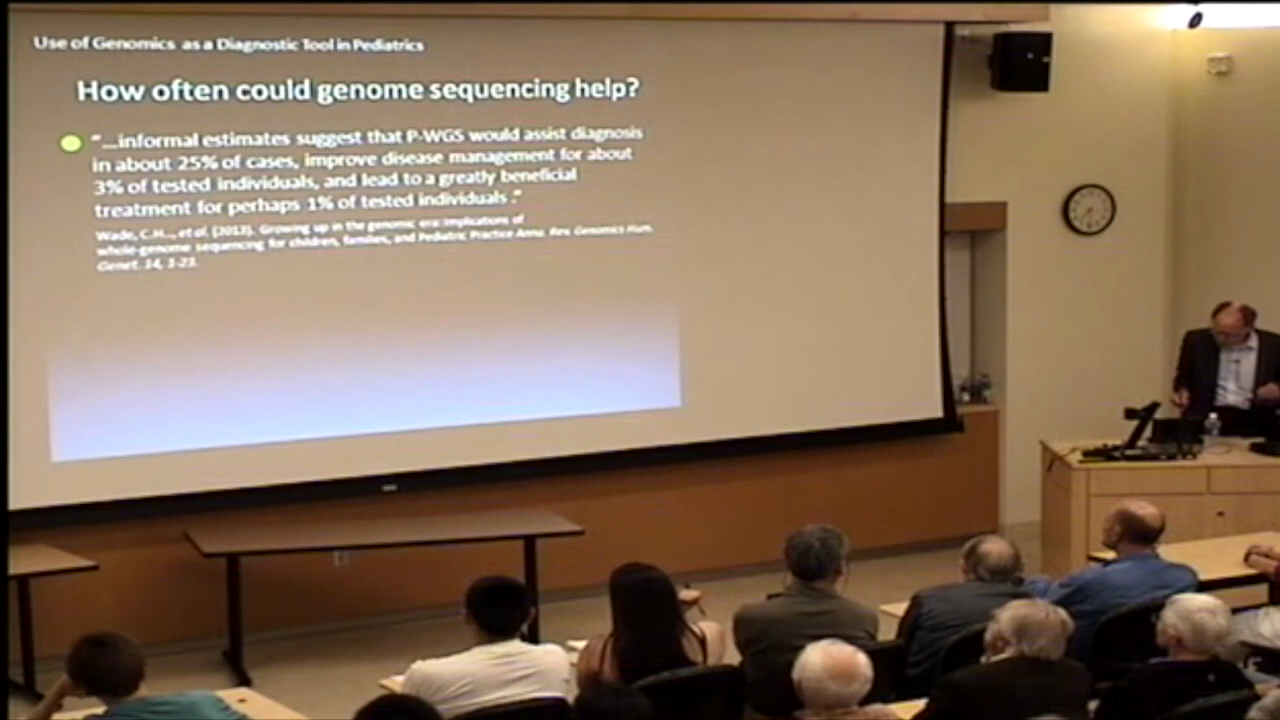 Use of Genomics as a Diagnostic Tool in Pediatrics
How often could genome sequencing help?
"...informal estimates suggest that P-WGS would assist diagnosis
in about 25% of cases, improve disease management for about
3% of tested individuals, and lead to a greatly beneficial
treatment for perhaps 1% of tested individuals ."
Wade, C.H., et al. (2013). Growing up in the genomic era: Implications of
whole-genome sequencing for children, families, and Pediatric Practice Annu. Rev. Genomics Hum.
Genet. 14, 1-23.